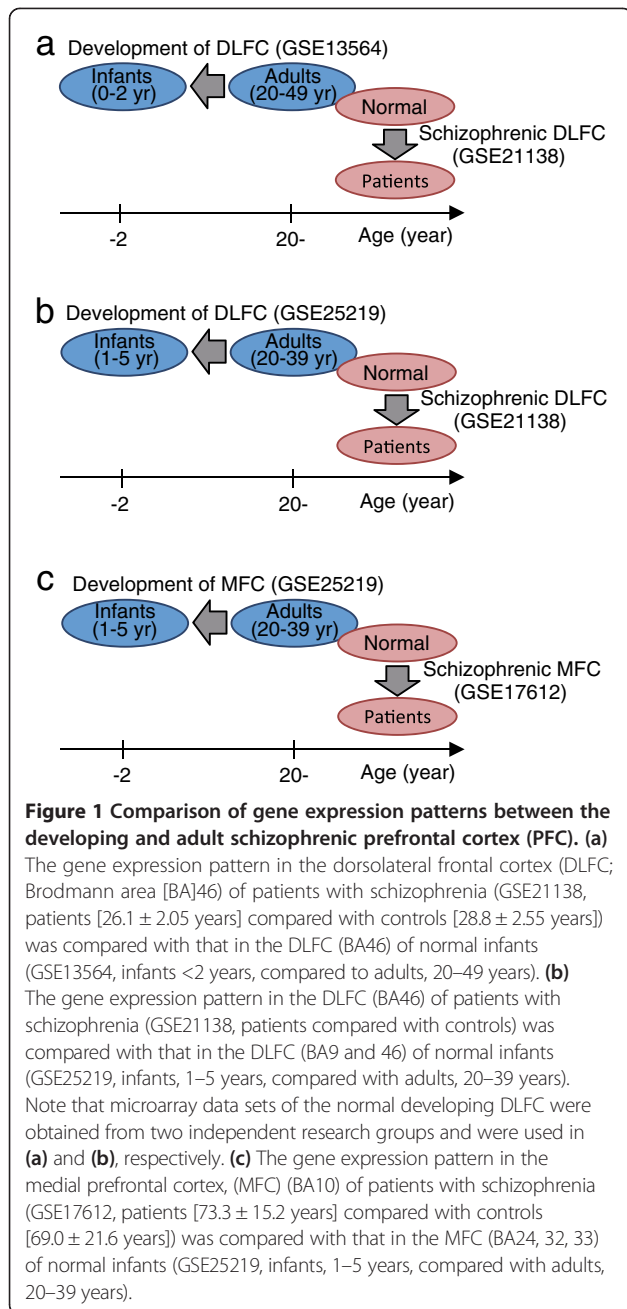 a Development of DLFC (GSE13564)
Infants
(0-2 yr)
Adults
(20-49 yr)
Normal
Schizophrenic DLFC
(GSE21138)
Patients
-2
20-
Age (year)
b Development of DLFC (GSE25219)
Infants
(1-5 yr)
Adults
(20-39 yr)
Normal
Schizophrenic DLFC
(GSE21138)
Patients
-2
20-
Age (year)
c Development of MFC (GSE25219)
Infants
(1-5 yr)
Adults
(20-39 yr)
Normal
Schizophrenic MFC
(GSE17612)
Patients
-2
20-
Age (year)
Figure 1 Comparison of gene expression patterns between the
developing and adult schizophrenic prefrontal cortex (PFC). (a)
The gene expression pattern in the dorsolateral frontal cortex (DLFC;
Brodmann area [BA]46) of patients with schizophrenia (GSE21138,
patients [26.1 ± 2.05 years] compared with controls [28.8 ± 2.55 years])
was compared with that in the DLFC (BA46) of normal infants
(GSE13564, infants <2 years, compared to adults, 20–49 years). (b)
The gene expression pattern in the DLFC (BA46) of patients with
schizophrenia (GSE21138, patients compared with controls) was
compared with that in the DLFC (BA9 and 46) of normal infants
(GSE25219, infants, 1–5 years, compared with adults, 20–39 years).
Note that microarray data sets of the normal developing DLFC were
obtained from two independent research groups and were used in
(a) and (b), respectively. (c) The gene expression pattern in the
medial prefrontal cortex, (MFC) (BA10) of patients with schizophrenia
(GSE17612, patients [73.3 ± 15.2 years] compared with controls
[69.0 ± 21.6 years]) was compared with that in the MFC (BA24, 32, 33)
of normal infants (GSE25219, infants, 1–5 years, compared with adults,
20–39 years).